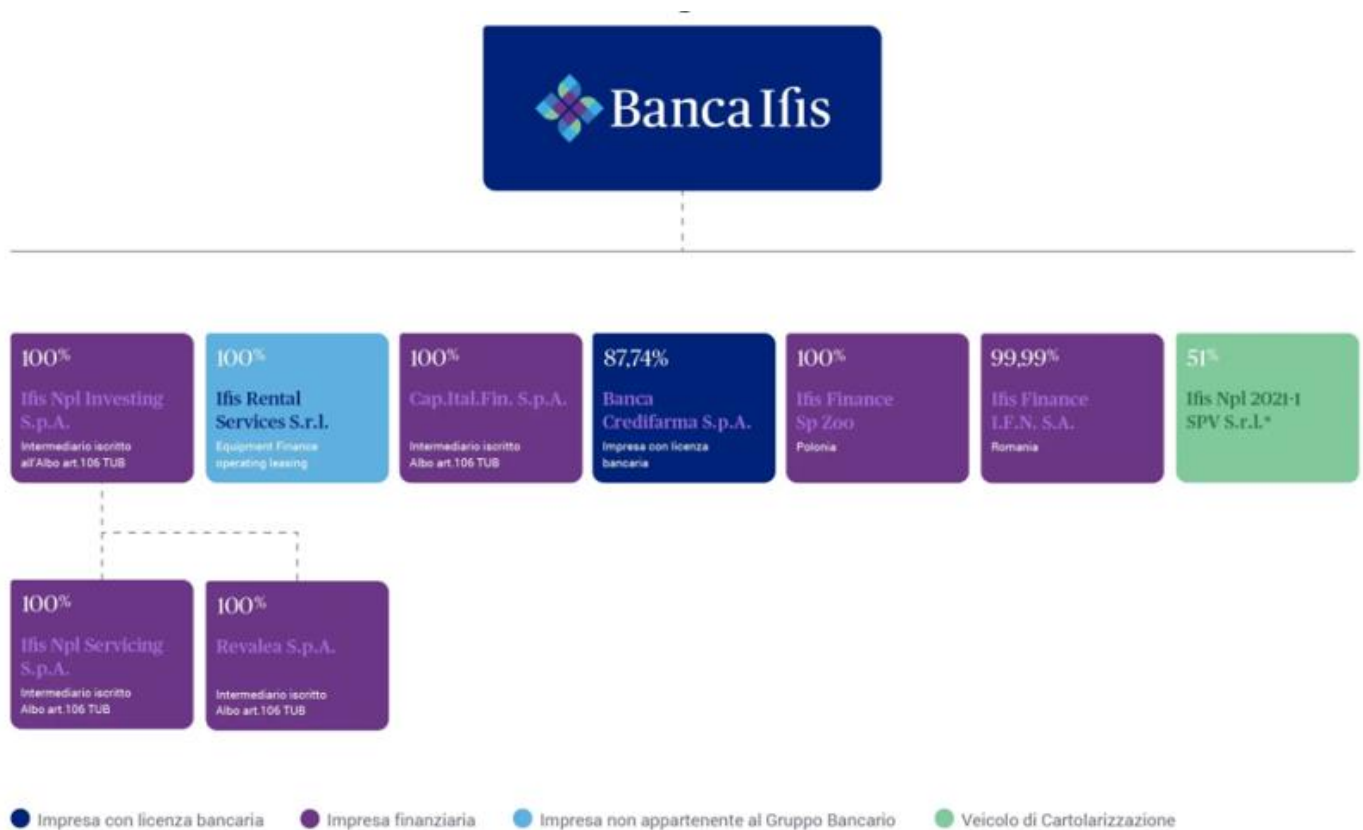 Banca Ifis
100%
Ifis Npl Investing
S.p.A.
Intermediario iscritto
all'Albo art.106 TUB
100%
Ifis Rental
Services S.r.l.
Equipment Finance
operating leasing
100%
Cap.Ital.Fin. S.p.A.
Intermediario iscritto
Albo art.106 TUB
87,74%
Banca
Credifarma S.p.A.
Impresa con licenza
bancaria
100%
Ifis Finance
Sp Zoo
Polonia
99,99%
Ifis Finance
I.F.N. S.A.
Romania
51%
Ifis Npl 2021-1
SPV S.r.l.*
100%
Ifis Npl Servicing
S.p.A.
Intermediario iscritto
Albo art.106 TUB
100%
Revalea S.p.A.
Intermediario iscritto
Albo art.106 TUB
Impresa con licenza bancaria
Impresa finanziaria
Impresa non appartenente al Gruppo Bancario
Veicolo di Cartolarizzazione